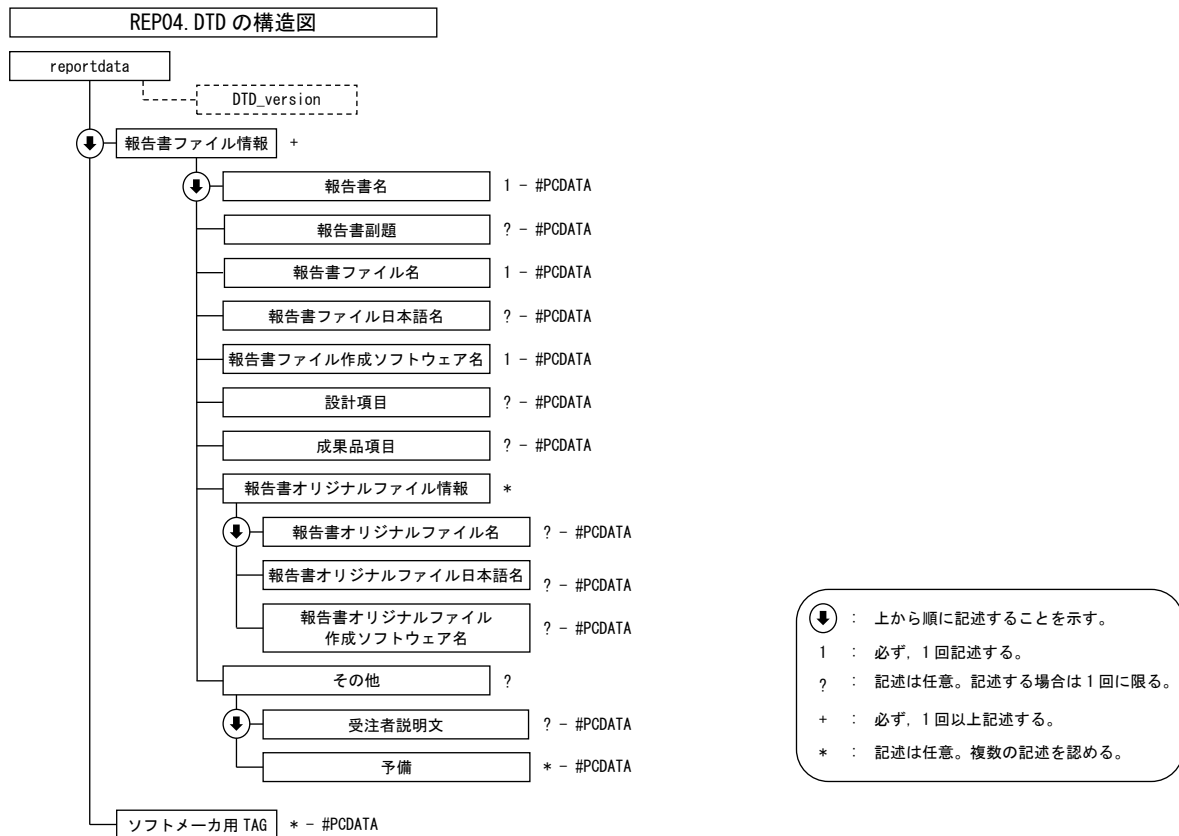 REP04.DTD の構造図
reportdata
DTD_version
報告書ファイル情報 +
報告書名 1 - #PCDATA
報告書副題 ? - #PCDATA
報告書ファイル名 1 - #PCDATA
報告書ファイル日本語名 ? - #PCDATA
報告書ファイル作成ソフトウェア名 1 - #PCDATA
設計項目 ? - #PCDATA
成果品項目 ? - #PCDATA
報告書オリジナルファイル情報 *
報告書オリジナルファイル名 ? - #PCDATA
報告書オリジナルファイル日本語名 ? - #PCDATA
報告書オリジナルファイル
作成ソフトウェア名 ? - #PCDATA
その他 ?
受注者説明文 ? - #PCDATA
予備 * - #PCDATA
ソフトメーカ用 TAG * - #PCDATA
: 上から順に記述することを示す。
1 : 必ず，1 回記述する。
? : 記述は任意。記述する場合は 1 回に限る。
+ : 必ず，1 回以上記述する。
* : 記述は任意。複数の記述を認める。